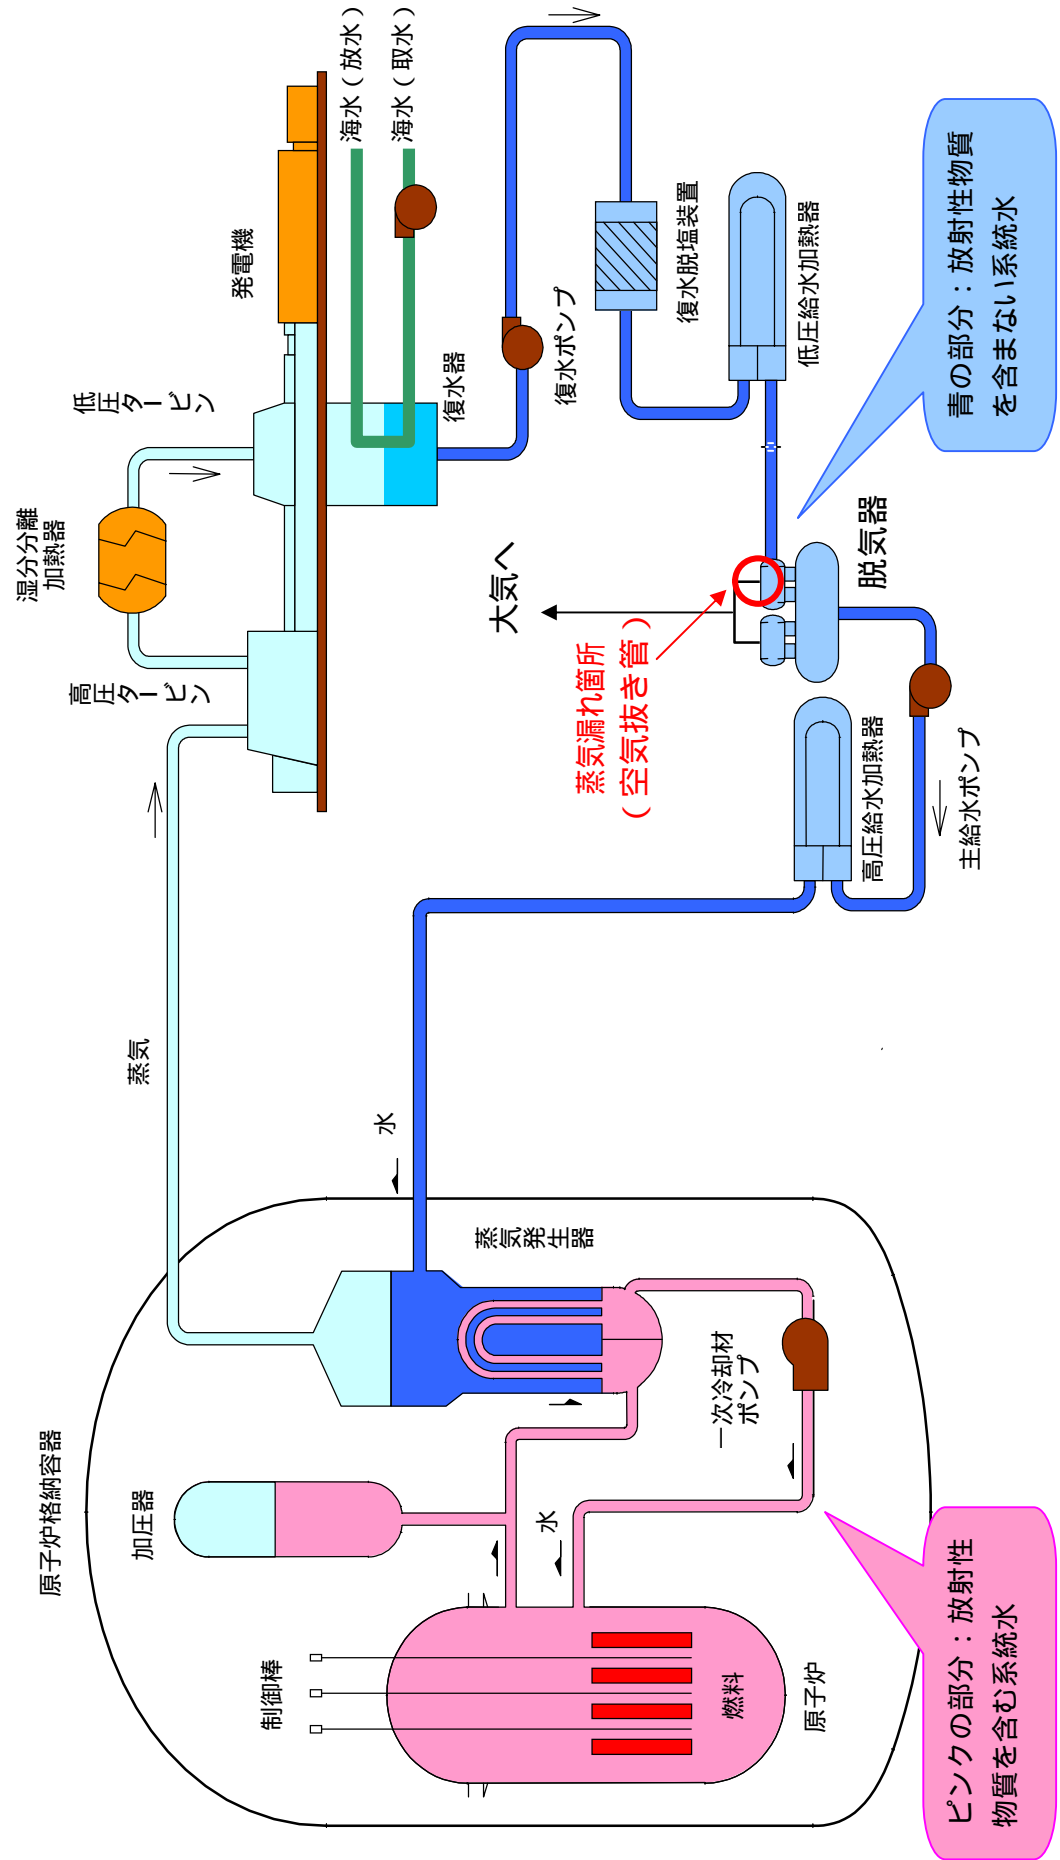 原子炉格納容器
加圧器
制御棒
燃料
原子炉
水
一次冷却材
ポンプ
蒸気発生器
水
蒸気
高圧タービン
湿分分離
加熱器
低圧タービン
発電機
海水（放水）
海水（取水）
復水器
復水ポンプ
復水脱塩装置
低圧給水加熱器
大気へ
蒸気漏れ箇所
（空気抜き管）
脱気器
高圧給水加熱器
主給水ポンプ
ピンクの部分：放射性
物質を含む系統水
青の部分：放射性物質
を含まない系統水